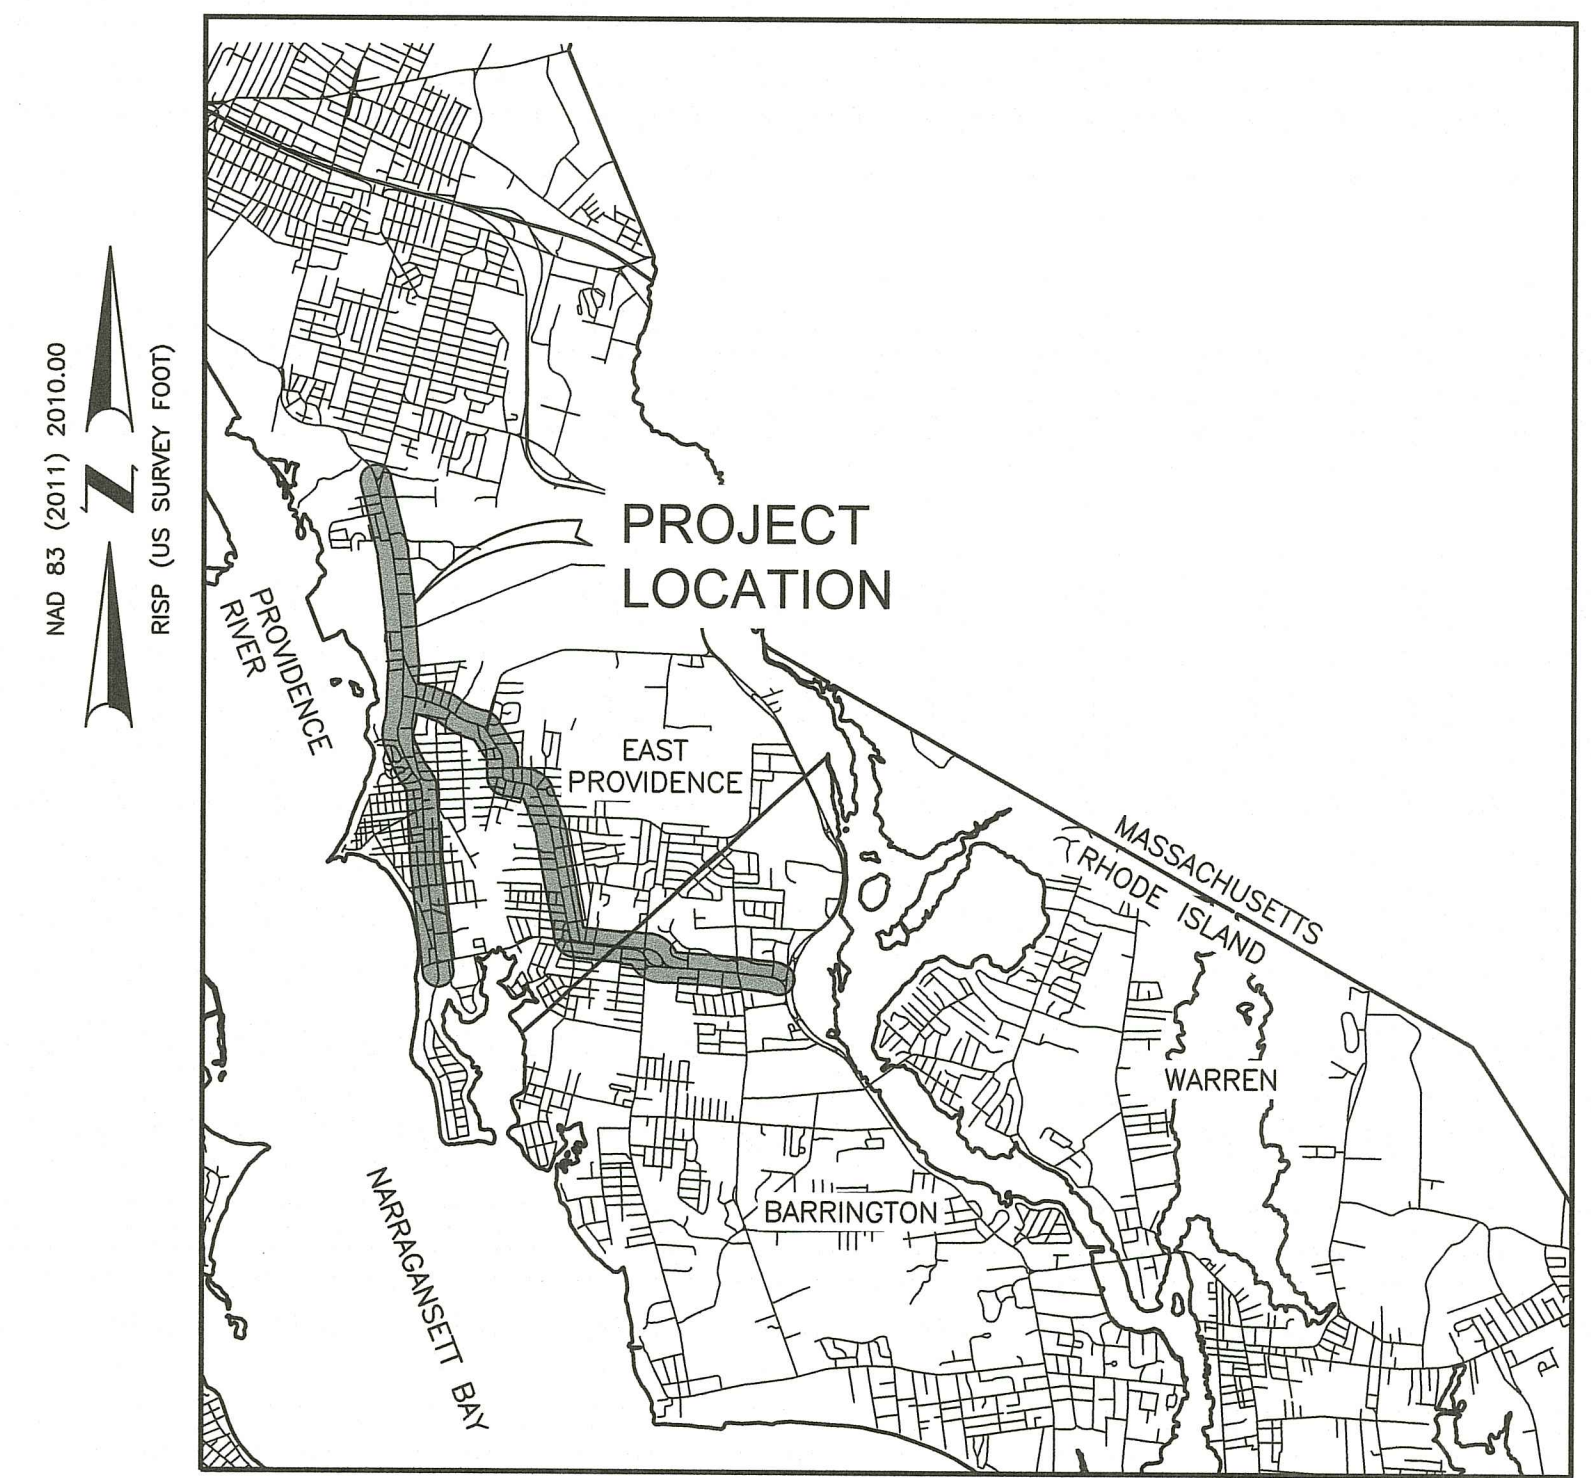 NAD 83 (2011) 2010.00
N
RISP (US SURVEY FOOT)
PROJECT
LOCATION
PROVIDENCE
RIVER
EAST
PROVIDENCE
MASSACHUSETTS
RHODE ISLAND
WARREN
BARRINGTON
NARRAGANSETT BAY